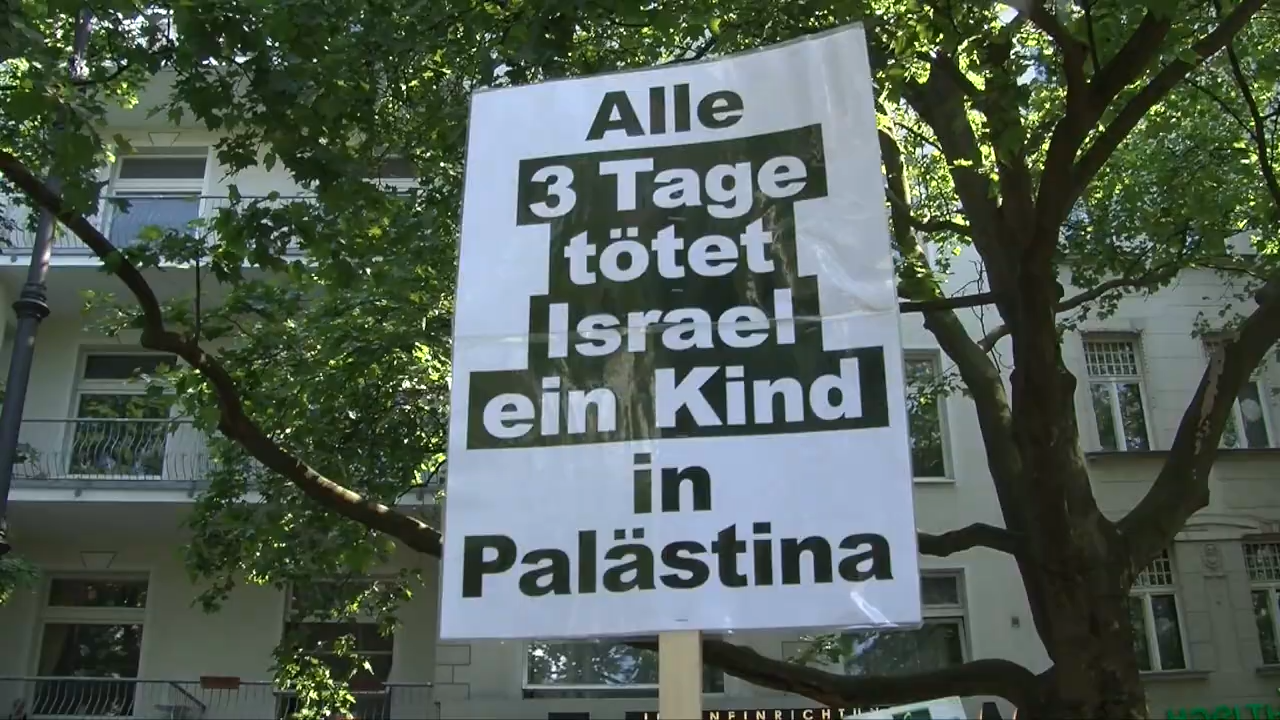 Alle
3 Tage
tötet
Israel
ein Kind
in
Palästina